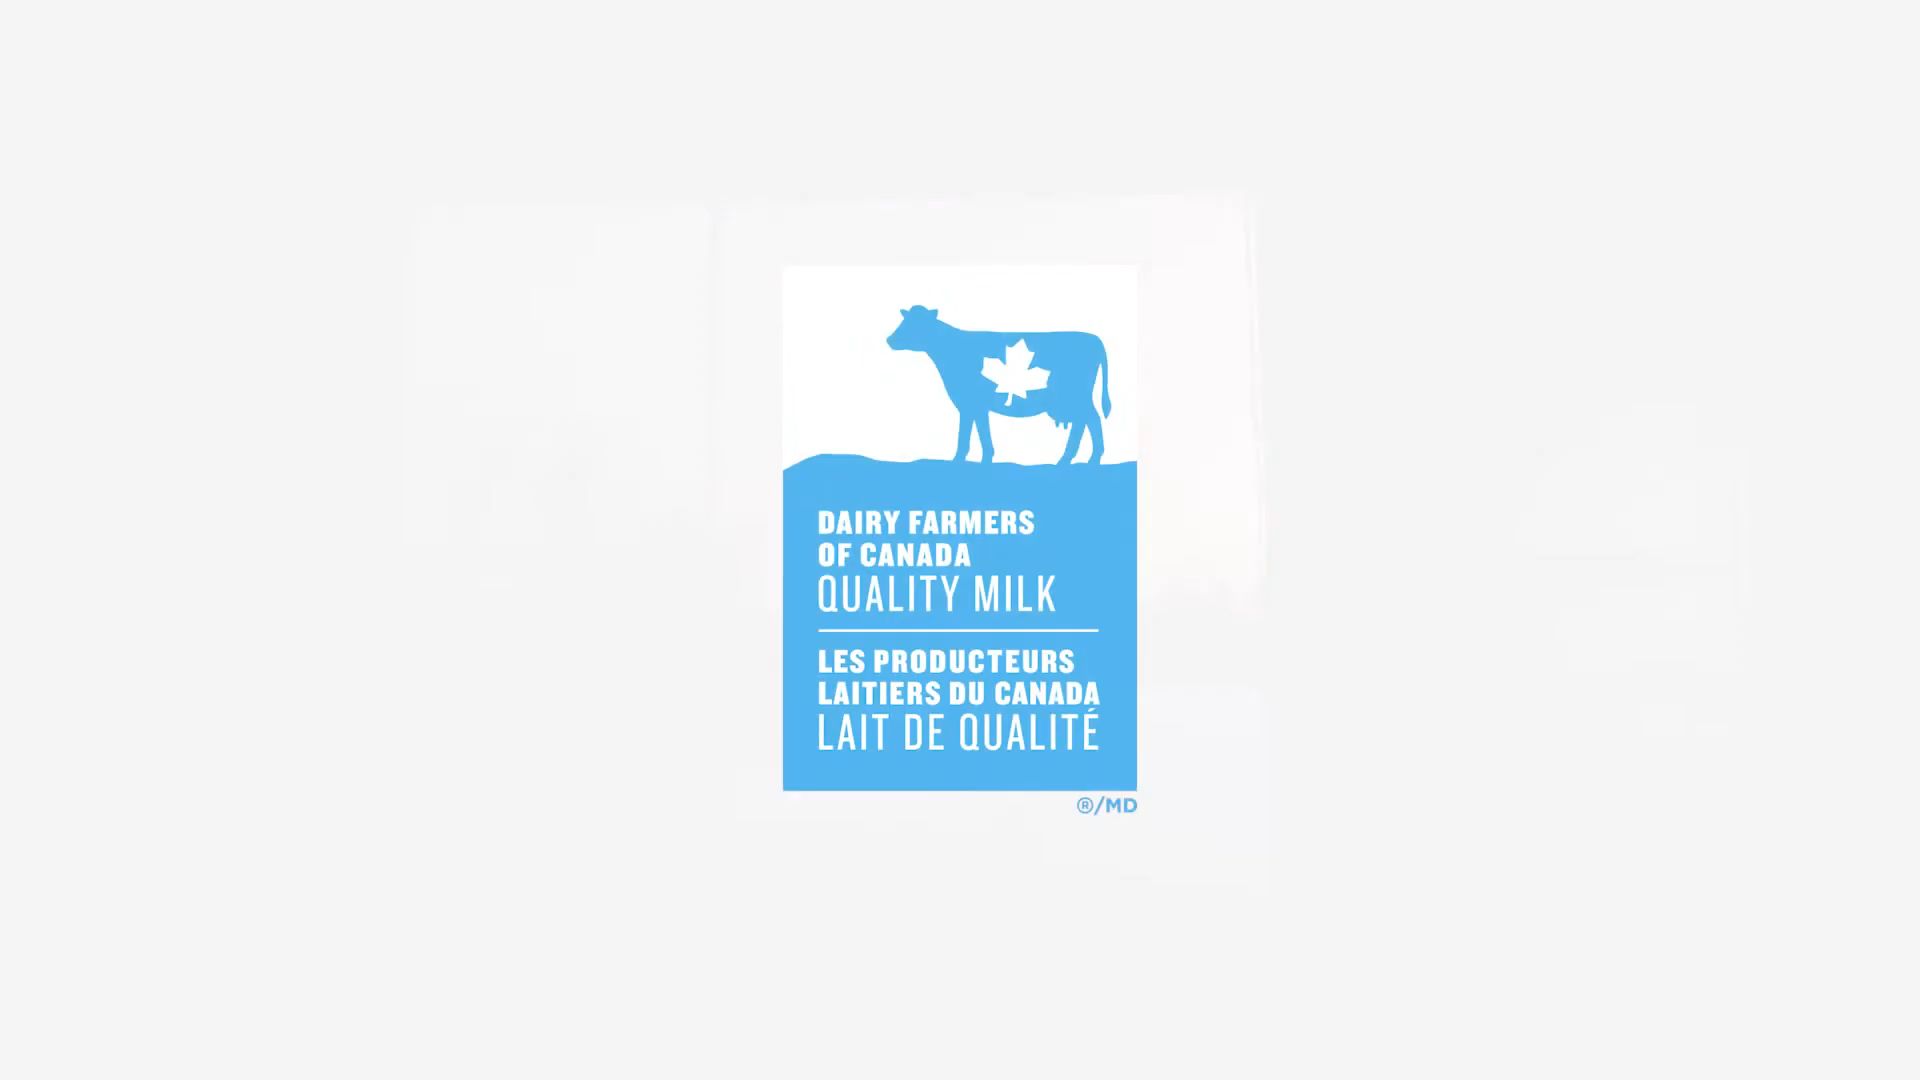 DAIRY FARMERS
OF CANADA
QUALITY MILK
LES PRODUCTEURS
LAITIERS DU CANADA
LAIT DE QUALITÉ
®/MD